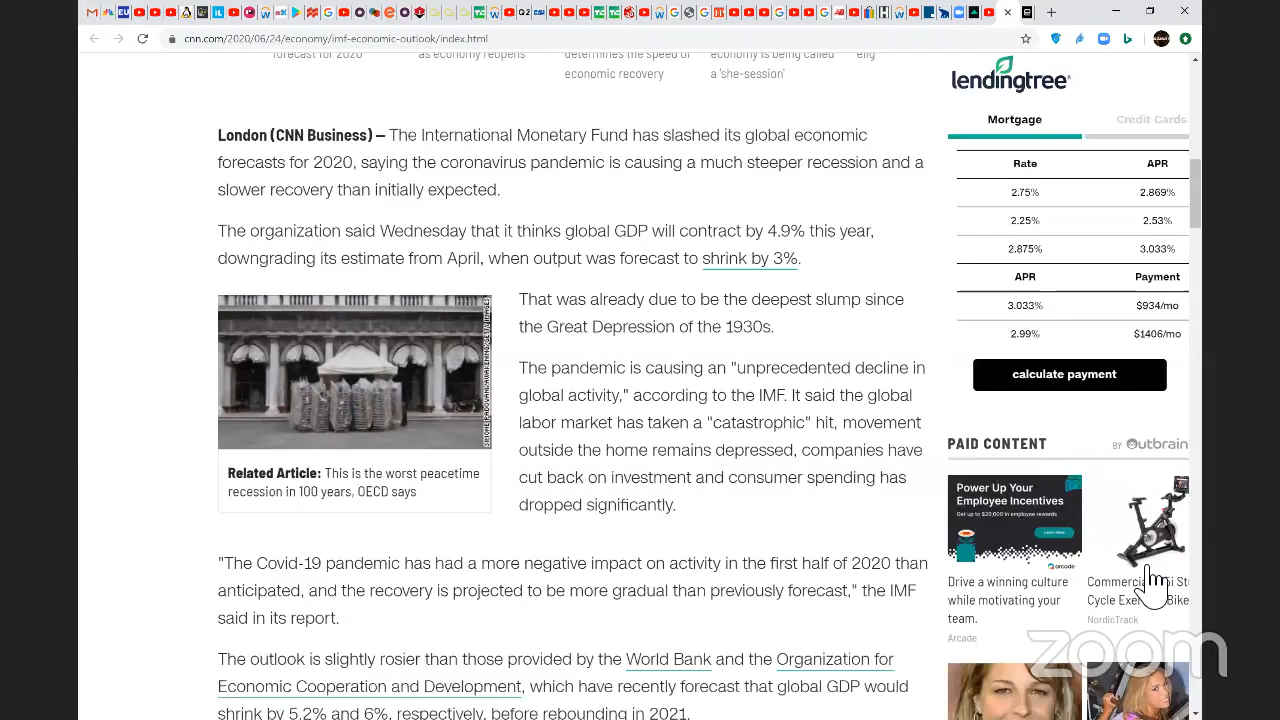 cnn.com/2020/06/24/economy/imf-economic-outlook/index.html
forecast for 2020
as economy reopens
determines the speed of
economic recovery
economy is being called
a 'she-session'
lendingtree
Mortgage
Credit Cards
Rate APR
2.75% 2.869%
2.25% 2.53%
2.875% 3.033%
APR Payment
3.033% $934/mo
2.99% $1406/mo
calculate payment
London (CNN Business) — The International Monetary Fund has slashed its global economic
forecasts for 2020, saying the coronavirus pandemic is causing a much steeper recession and a
slower recovery than initially expected.
The organization said Wednesday that it thinks global GDP will contract by 4.9% this year,
downgrading its estimate from April, when output was forecast to shrink by 3%.
Related Article: This is the worst peacetime
recession in 100 years, OECD says
That was already due to be the deepest slump since
the Great Depression of the 1930s.
The pandemic is causing an "unprecedented decline in
global activity," according to the IMF. It said the global
labor market has taken a "catastrophic" hit, movement
outside the home remains depressed, companies have
cut back on investment and consumer spending has
dropped significantly.
"The Covid-19 pandemic has had a more negative impact on activity in the first half of 2020 than
anticipated, and the recovery is projected to be more gradual than previously forecast," the IMF
said in its report.
The outlook is slightly rosier than those provided by the World Bank and the Organization for
Economic Cooperation and Development, which have recently forecast that global GDP would
shrink by 5.2% and 6%, respectively, before rebounding in 2021.
PAID CONTENT
BY Outbrain
Power Up Your
Employee Incentives
Get up to $20,000 in employee rewards
Learn More
arcade
Drive a winning culture
while motivating your
team.
Arcade
Cycle
NordicTrack
zoom